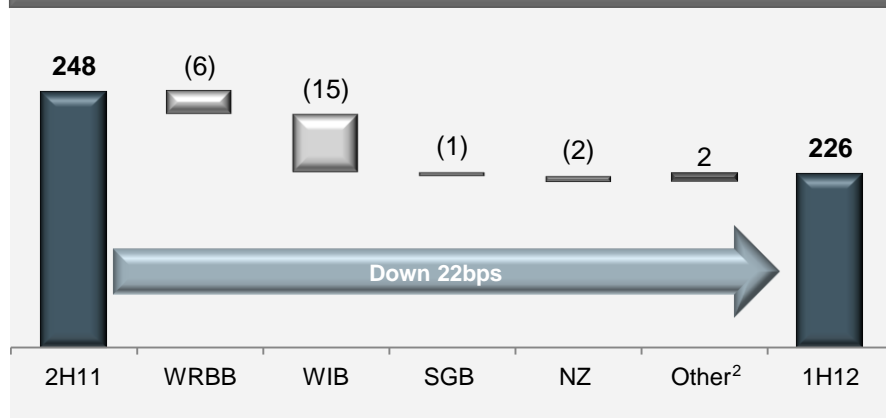 248 (6) (15) (1) (2) 2 226
Down 22bps
2H11 WRBB WIB SGB NZ Other² 1H12